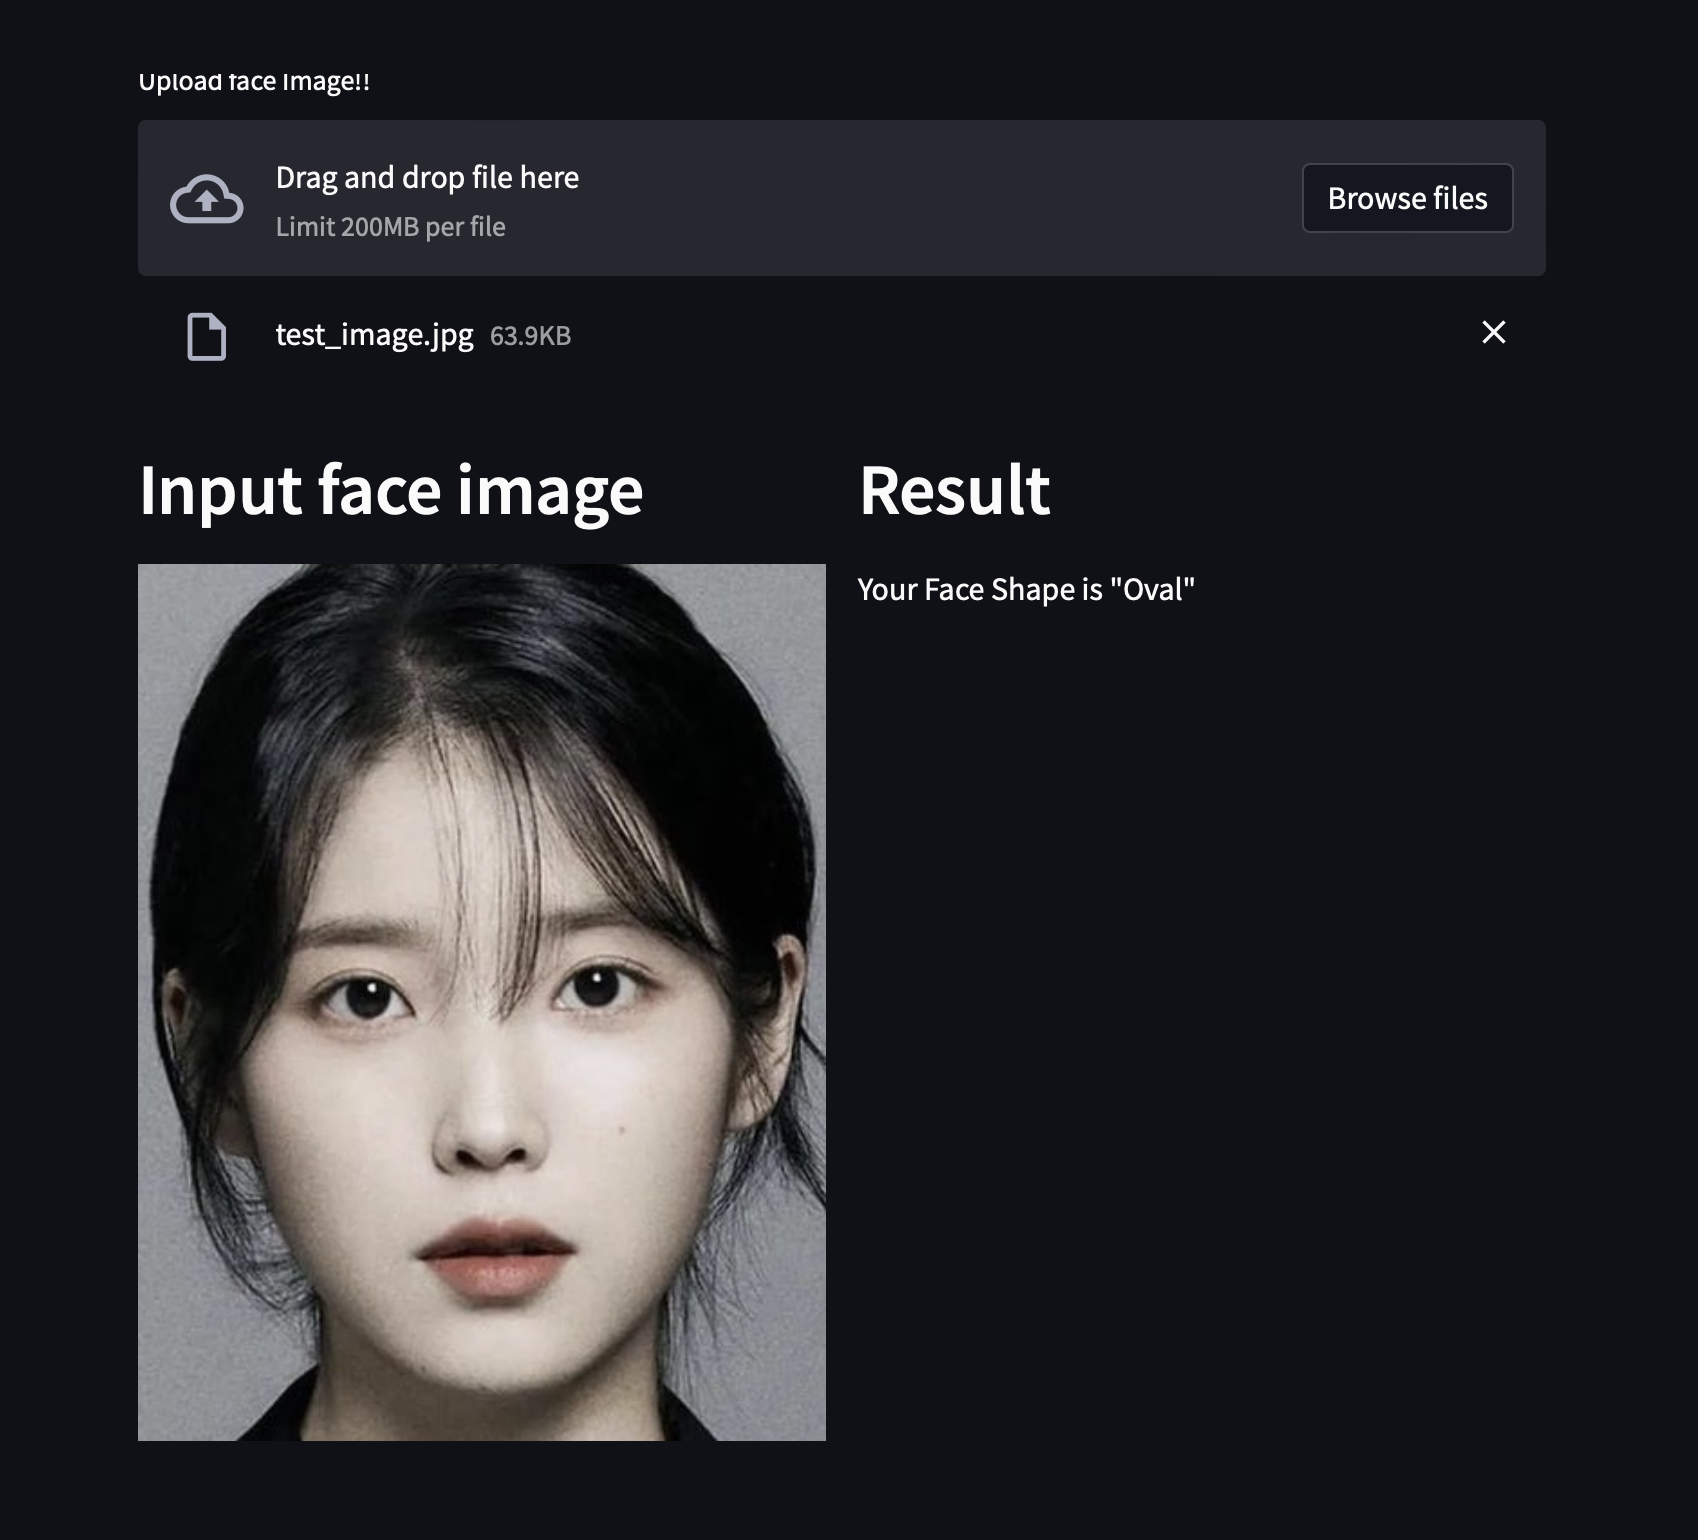 Upload face Image!!
Drag and drop file here
Limit 200MB per file
Browse files
test_image.jpg 63.9KB
Input face image
Result
Your Face Shape is "Oval"